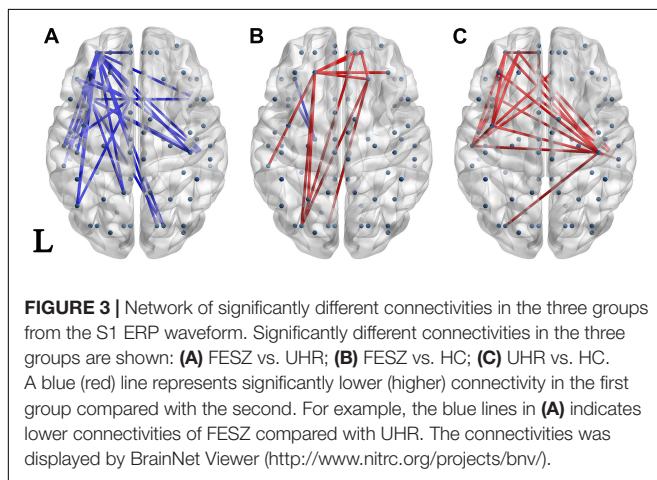 A B C
L
FIGURE 3 | Network of significantly different connectivities in the three groups
from the S1 ERP waveform. Significantly different connectivities in the three
groups are shown: (A) FESZ vs. UHR; (B) FESZ vs. HC; (C) UHR vs. HC.
A blue (red) line represents significantly lower (higher) connectivity in the first
group compared with the second. For example, the blue lines in (A) indicates
lower connectivities of FESZ compared with UHR. The connectivities was
displayed by BrainNet Viewer (http://www.nitrc.org/projects/bnv/).